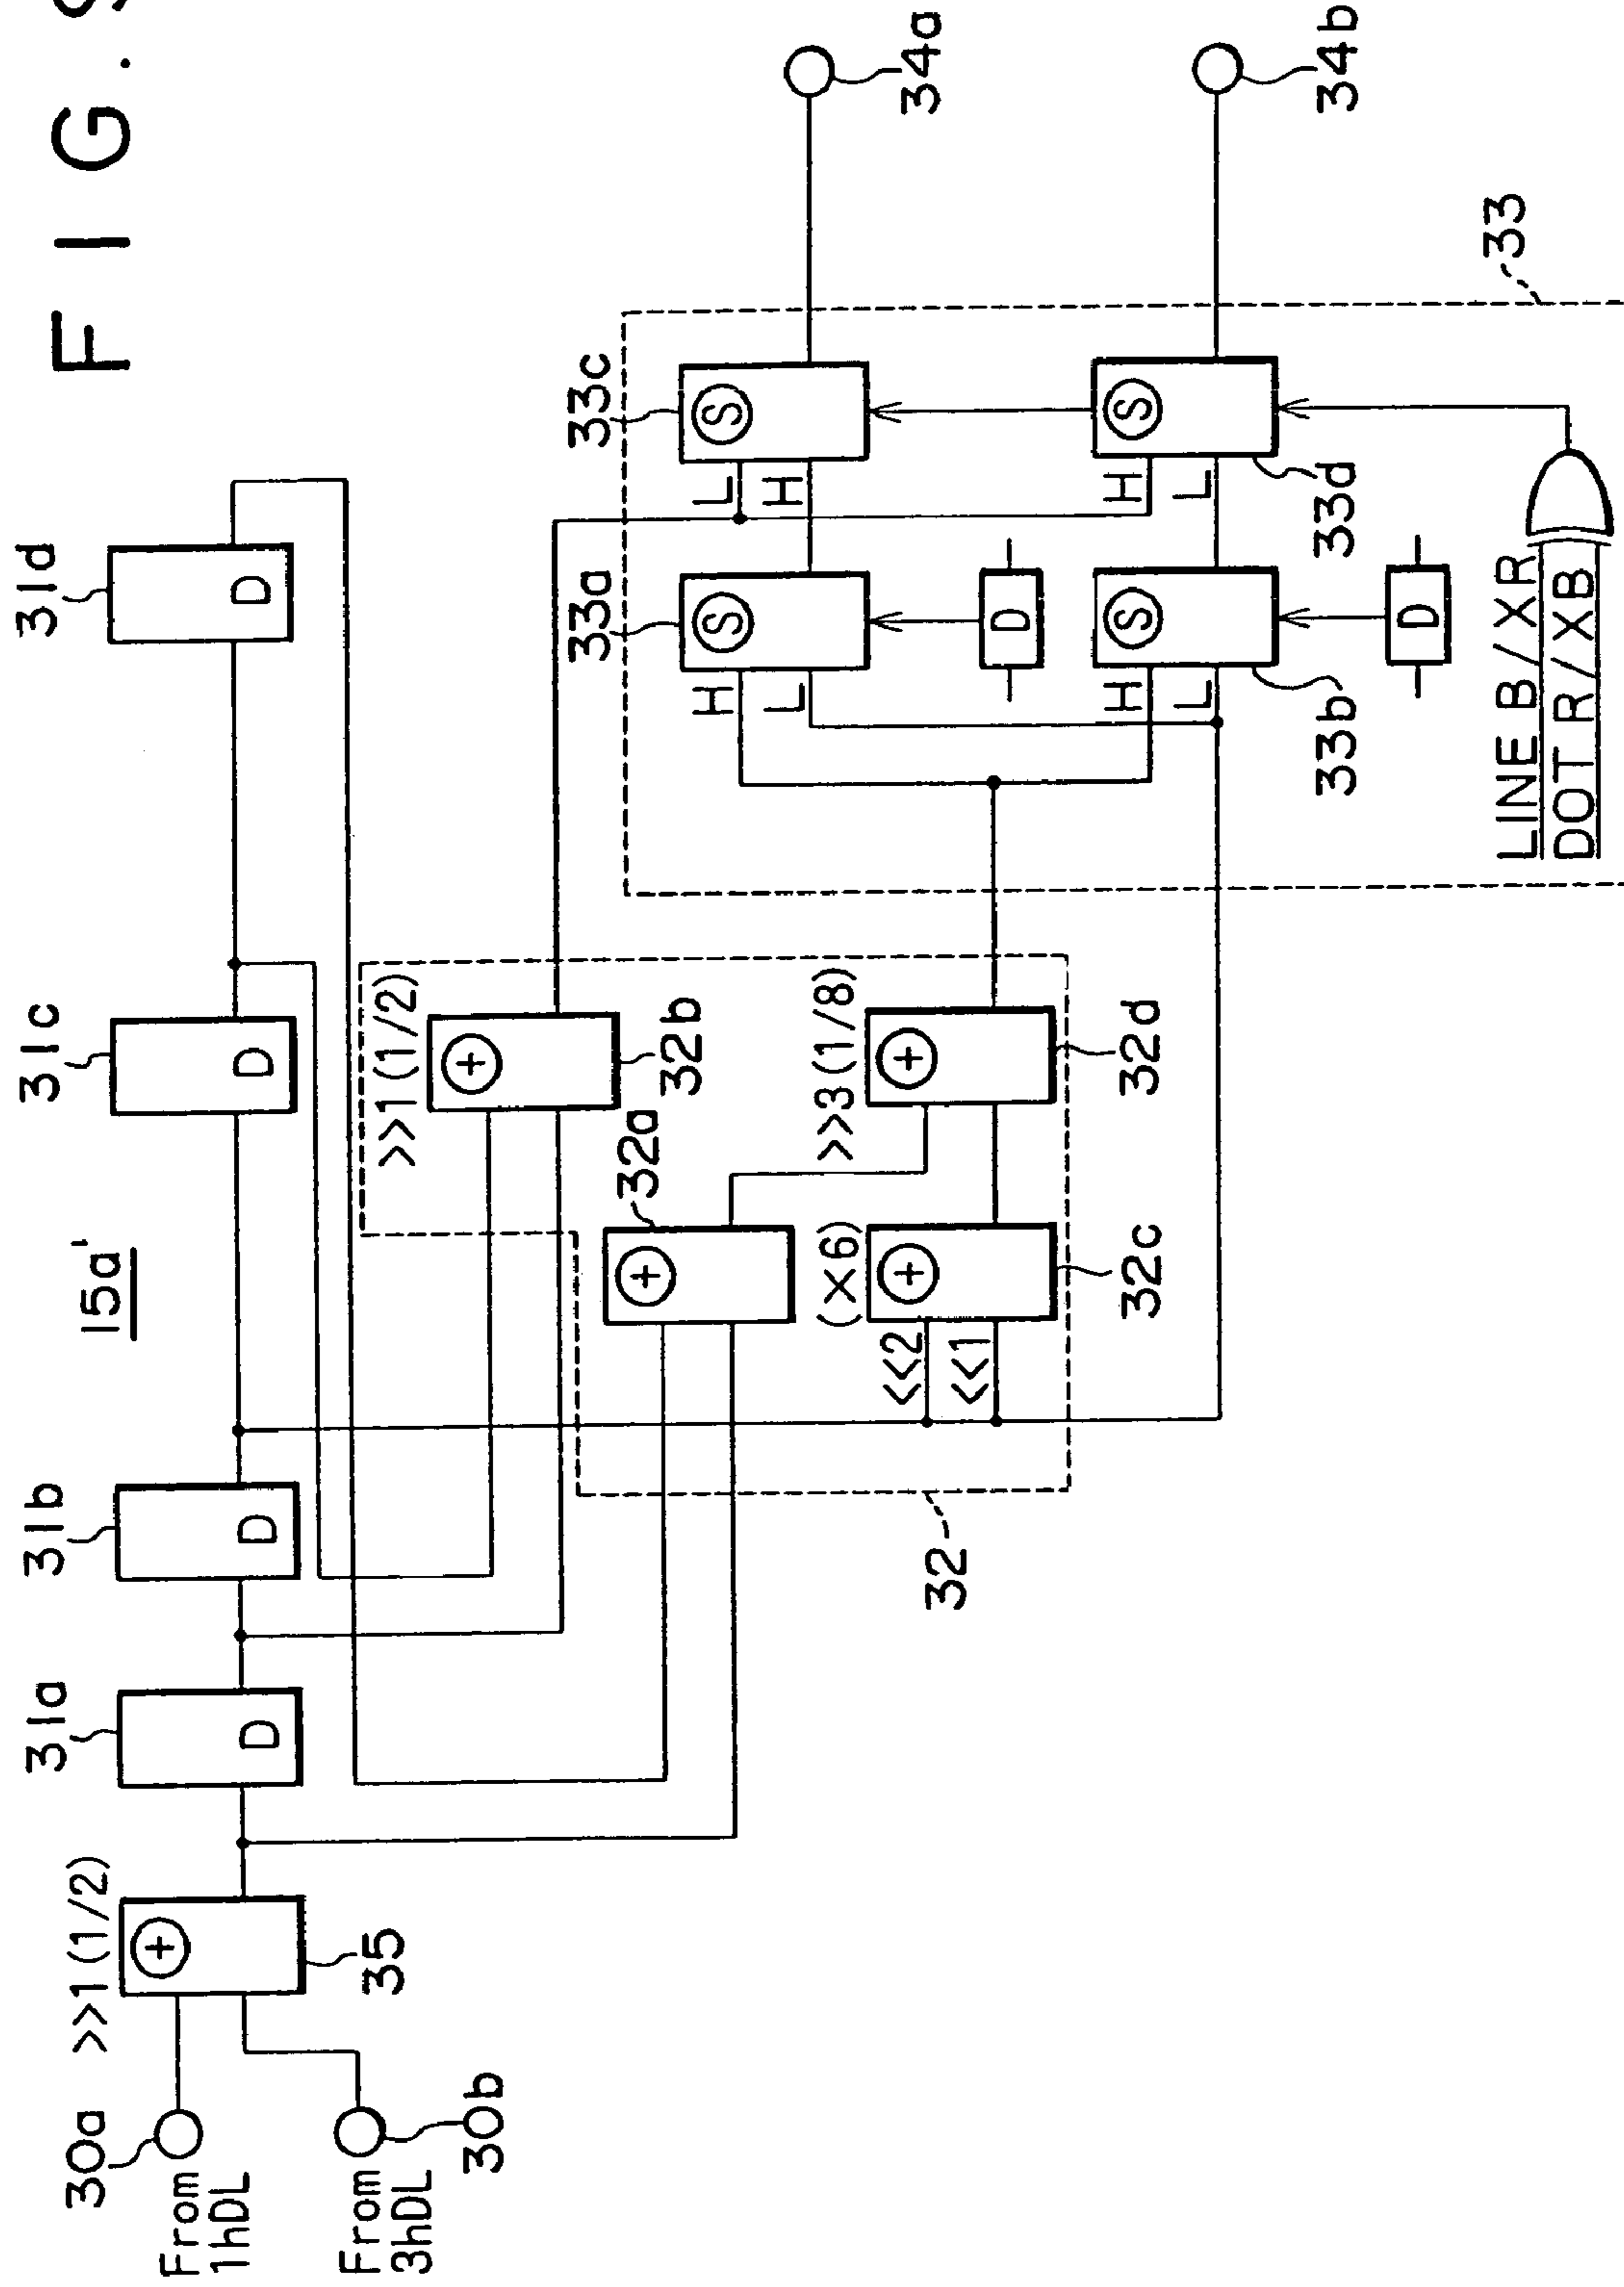 FIG.
15a'
30a
>>1(1/2)
From
1hDL
From
3hDL
30b
35
31a
31b
31c
31d
D
D
D
D
>>1(1/2)
32b
32a
(×6)
<<2
<<1
32c
>>3(1/8)
32d
32
+
+
+
+
+
33a
33c
S
S
H
L
L
H
D
S
S
H
L
H
L
33b
33d
D
LINE B/XR
DOT R/XB
33
34a
34b